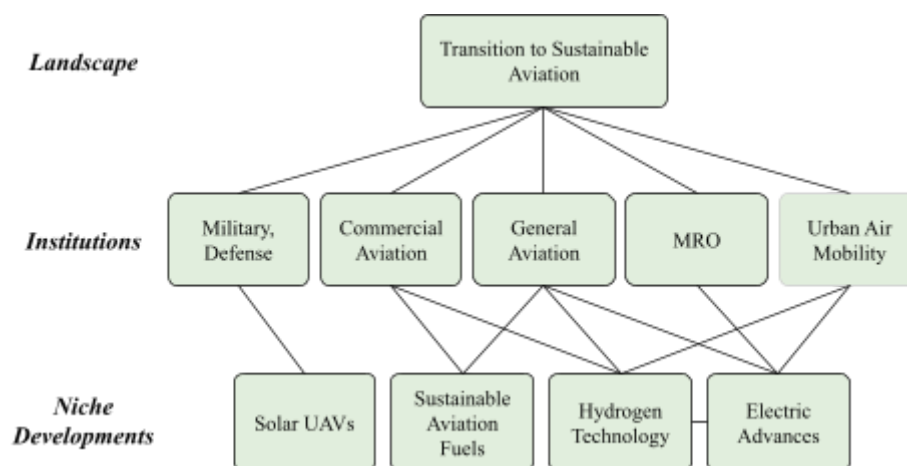 Landscape
Transition to Sustainable
Aviation
Institutions
Military,
Defense
Commercial
Aviation
General
Aviation
MRO
Urban Air
Mobility
Niche
Developments
Solar UAVs
Sustainable
Aviation
Fuels
Hydrogen
Technology
Electric
Advances